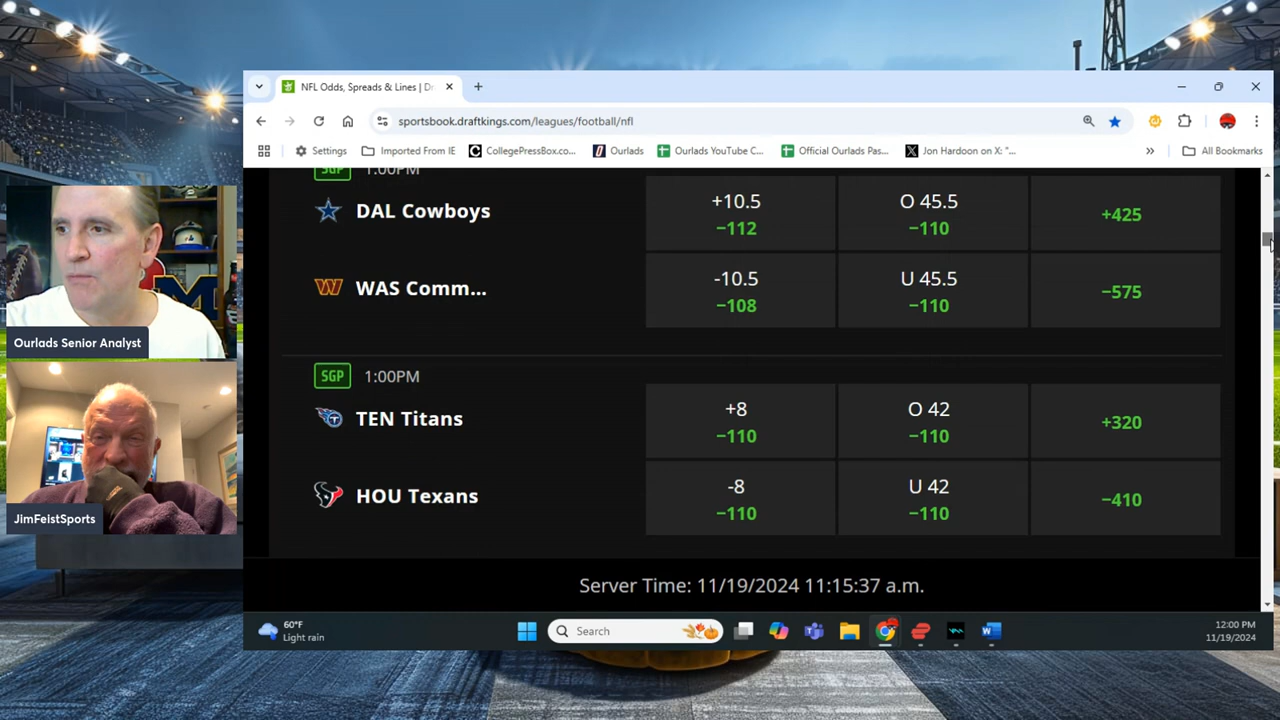 NFL Odds, Spreads & Lines | Dr
sportsbook.draftkings.com/leagues/football/nfl
Settings
Imported From IE
CollegePressBox.co...
Ourlads
Ourlads YouTube C...
Official Ourlads Pas...
Jon Hardoon on X: "...
All Bookmarks
SGP 1:00PM
DAL Cowboys
+10.5
−112
O 45.5
−110
+425
WAS Comm...
-10.5
−108
U 45.5
−110
−575
SGP 1:00PM
TEN Titans
+8
−110
O 42
−110
+320
HOU Texans
-8
−110
U 42
−110
−410
Server Time: 11/19/2024 11:15:37 a.m.
Ourlads Senior Analyst
JimFeistSports
60°F
Light rain
Search
12:00 PM
11/19/2024